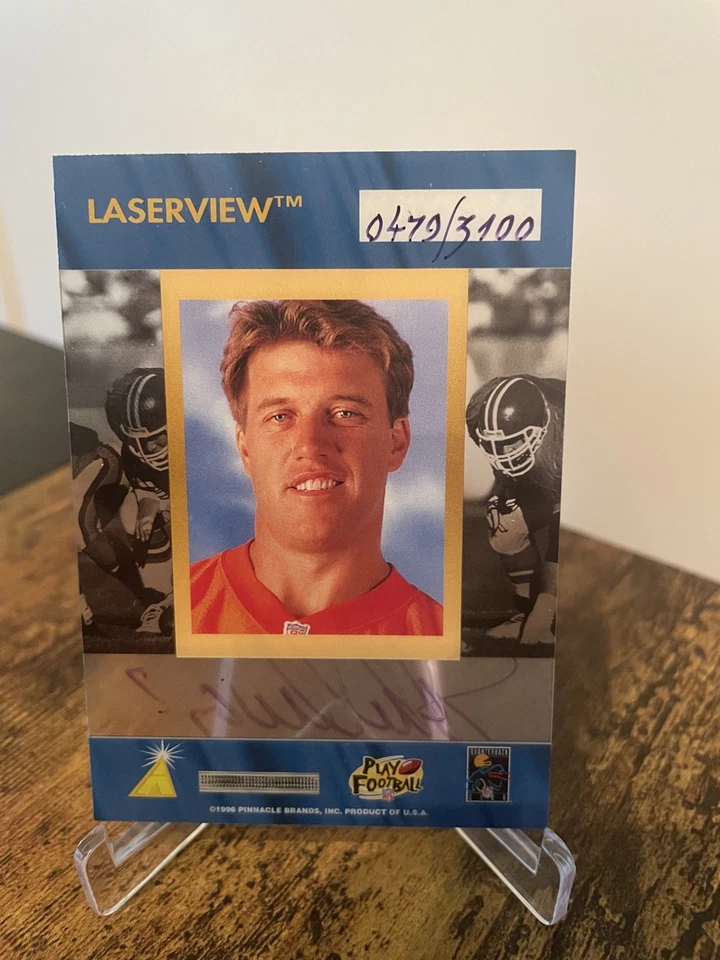 LASERVIEW™
0479/3100
PLAY
FOOTBALL
©1996 PINNACLE BRANDS, INC. PRODUCT OF U.S.A.